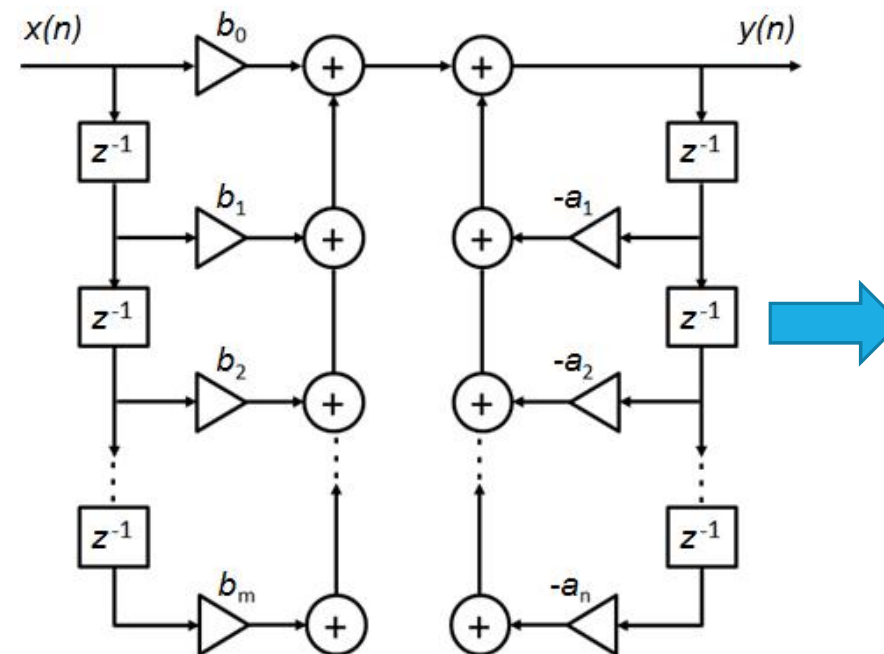 x(n) b₀ y(n)
+ +
z⁻¹ z⁻¹
b₁ -a₁
+ +
z⁻¹ z⁻¹
b₂ -a₂
+ +
z⁻¹ z⁻¹
bₘ -aₙ
+ +